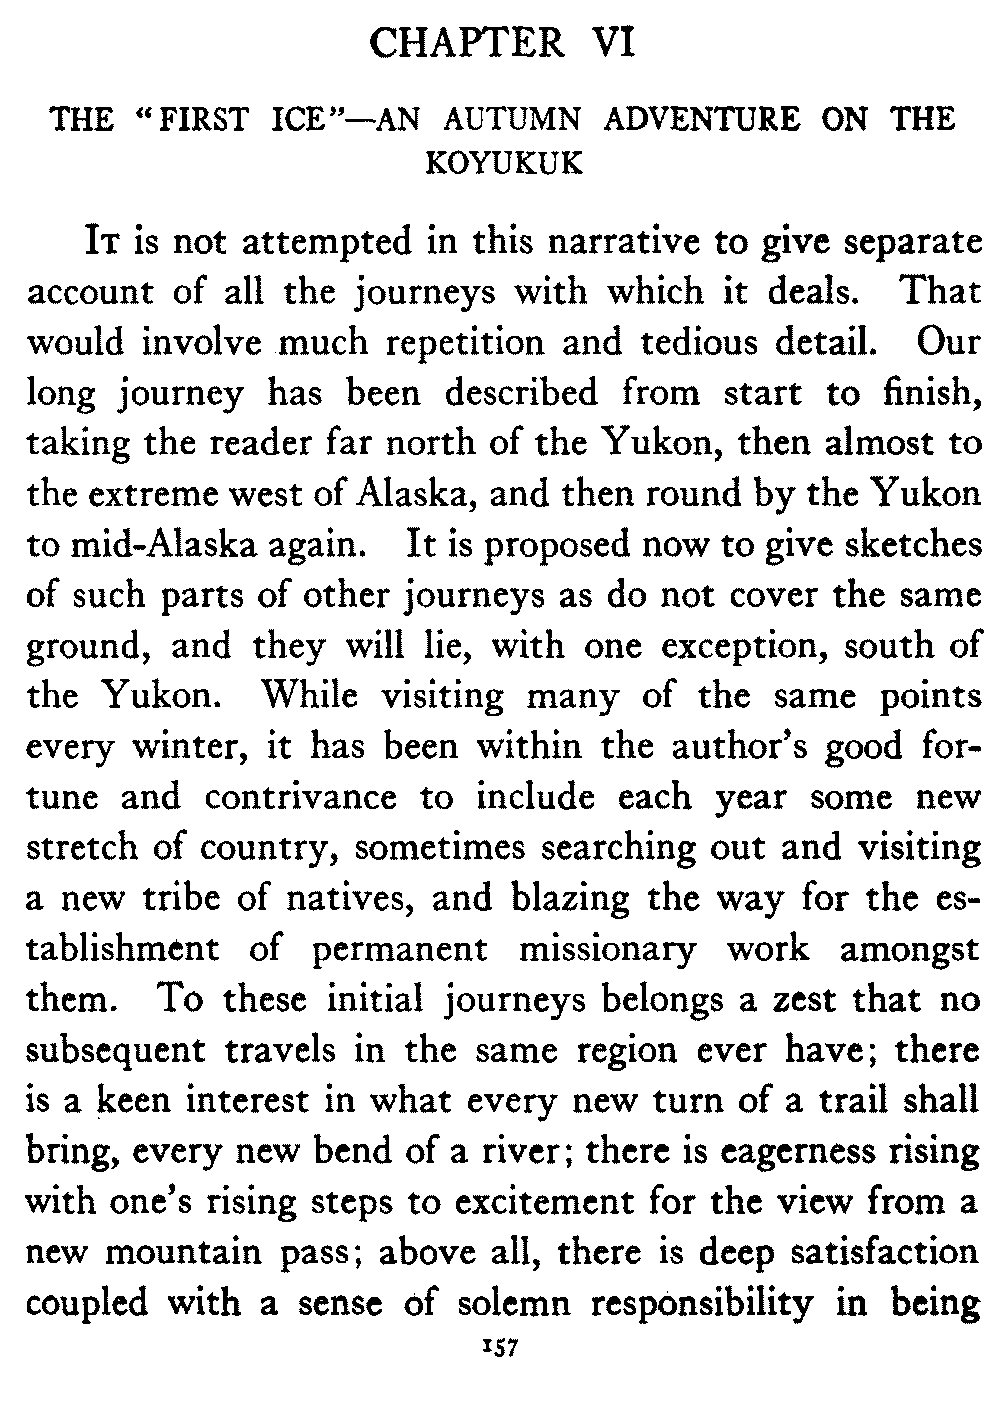 CHAPTER VI
THE "FIRST ICE"—AN AUTUMN ADVENTURE ON THE
KOYUKUK
IT is not attempted in this narrative to give separate
account of all the journeys with which it deals. That
would involve much repetition and tedious detail. Our
long journey has been described from start to finish,
taking the reader far north of the Yukon, then almost to
the extreme west of Alaska, and then round by the Yukon
to mid-Alaska again. It is proposed now to give sketches
of such parts of other journeys as do not cover the same
ground, and they will lie, with one exception, south of
the Yukon. While visiting many of the same points
every winter, it has been within the author's good for-
tune and contrivance to include each year some new
stretch of country, sometimes searching out and visiting
a new tribe of natives, and blazing the way for the es-
tablishment of permanent missionary work amongst
them. To these initial journeys belongs a zest that no
subsequent travels in the same region ever have; there
is a keen interest in what every new turn of a trail shall
bring, every new bend of a river; there is eagerness rising
with one's rising steps to excitement for the view from a
new mountain pass; above all, there is deep satisfaction
coupled with a sense of solemn responsibility in being
157